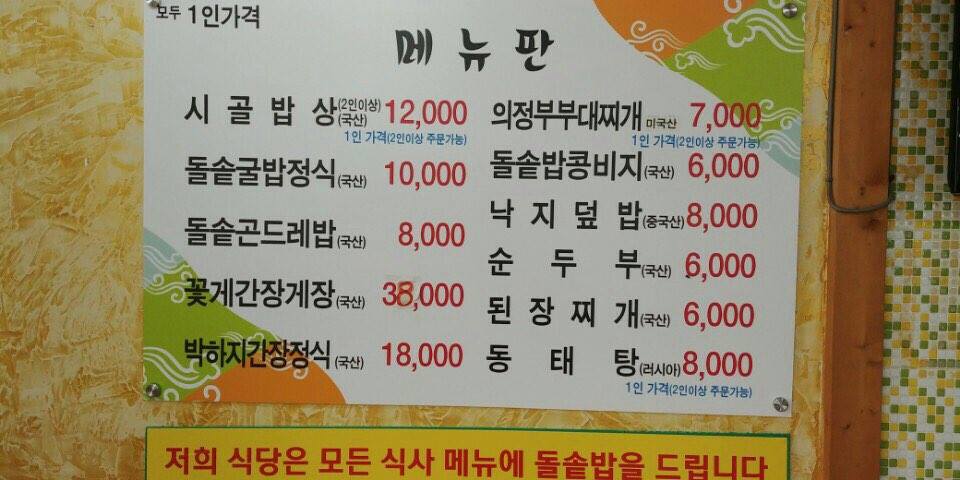 모두 1인가격
메뉴판
시골밥상(2인이상)(국산) 12,000
1인 가격(2인이상 주문가능)
돌솥굴밥정식(국산) 10,000
돌솥곤드레밥(국산) 8,000
꽃게간장게장(국산) 38,000
박하지간장정식(국산) 18,000
의정부부대찌개 미국산 7,000
1인 가격(2인이상 주문가능)
돌솥밥콩비지(국산) 6,000
낙지덮밥(중국산) 8,000
순두부(국산) 6,000
된장찌개(국산) 6,000
동태탕(러시아) 8,000
1인 가격(2인이상 주문가능)
저희 식당은 모든 식사 메뉴에 돌솥밥을 드립니다